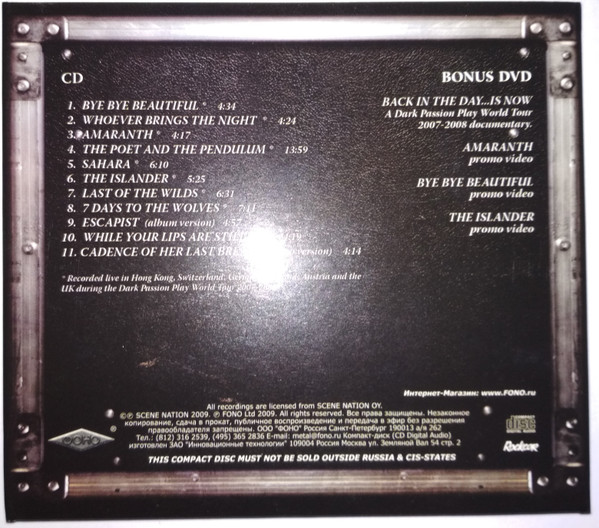 CD
1. BYE BYE BEAUTIFUL * 4:34
2. WHOEVER BRINGS THE NIGHT * 4:24
3. AMARANTH * 4:17
4. THE POET AND THE PENDULUM * 13:59
5. SAHARA * 6:10
6. THE ISLANDER * 5:25
7. LAST OF THE WILDS * 6:31
8. 7 DAYS TO THE WOLVES * 7:11
9. ESCAPIST (album version) 4:57
10. WHILE YOUR LIPS ARE
11. CADENCE OF HER LAST version) 4:14
* Recorded live in Hong Kong, Switzerland, Austria and the
UK during the Dark Passion Play World Tour
BONUS DVD
BACK IN THE DAY...IS NOW
A Dark Passion Play World Tour
2007-2008 documentary.
AMARANTH
promo video
BYE BYE BEAUTIFUL
promo video
THE ISLANDER
promo video
Интернет-Магазин: www.FONO.ru
All recordings are licensed from SCENE NATION OY.
©℗ SCENE NATION 2009. ℗ FONO Ltd 2009. All rights reserved. Все права защищены. Незаконное
копирование, сдача в прокат, публичное воспроизведение и передача в эфир без разрешения
правообладателя запрещены. ООО "ФОНО" Россия Санкт-Петербург 190013 а/я 262
Тел.: (812) 316 2539, (495) 365 2836 E-mail: metal@fono.ru Компакт-диск (CD Digital Audio)
изготовлен ЗАО "Инновационные технологии" 109004 Россия Москва ул. Земляной Вал 54 стр. 2
THIS COMPACT DISC MUST NOT BE SOLD OUTSIDE RUSSIA & CIS-STATES
ФОНО ®
disc
Rockcar